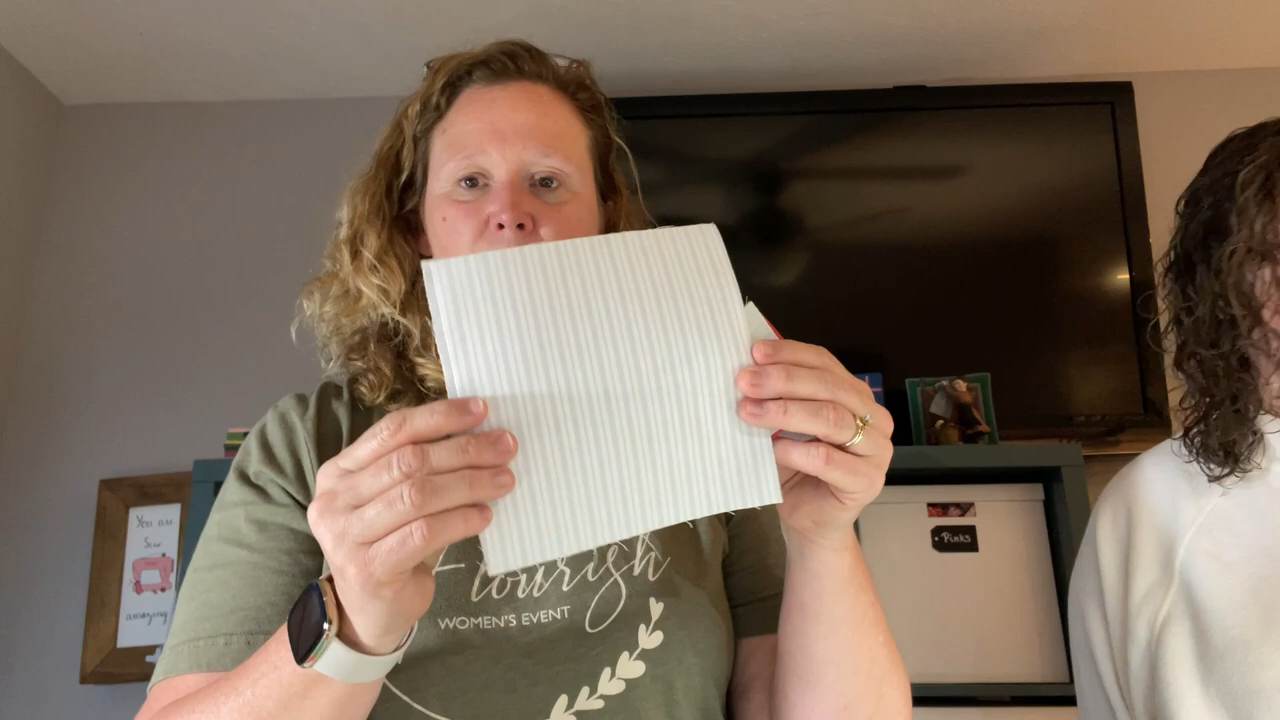 You are
Sew
amazing
Flourish
WOMEN'S EVENT
Pinks